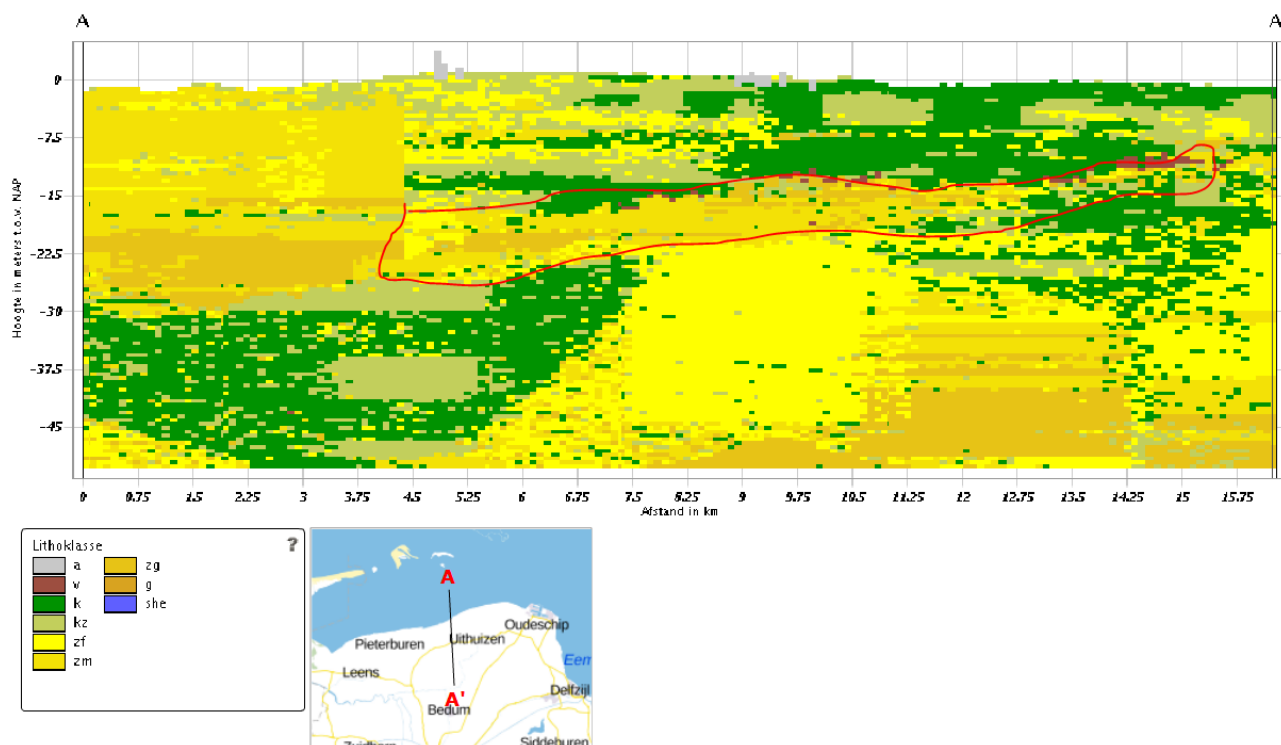 A A
Hoogte in meters t.o.v. NAP
0
-7.5
-15
-22.5
-30
-37.5
-45
0 0.75 1.5 2.25 3 3.75 4.5 5.25 6 6.75 7.5 8.25 9 9.75 10.5 11.25 12 12.75 13.5 14.25 15 15.75
Afstand in km
Lithoklasse ?
a zg
v g
k she
kz
zf
zm
A
Oudeschip
Pieterburen Uithuizen
Leens
Eem
A' Delfzijl
Bedum
Zuidhorn Siddeburen